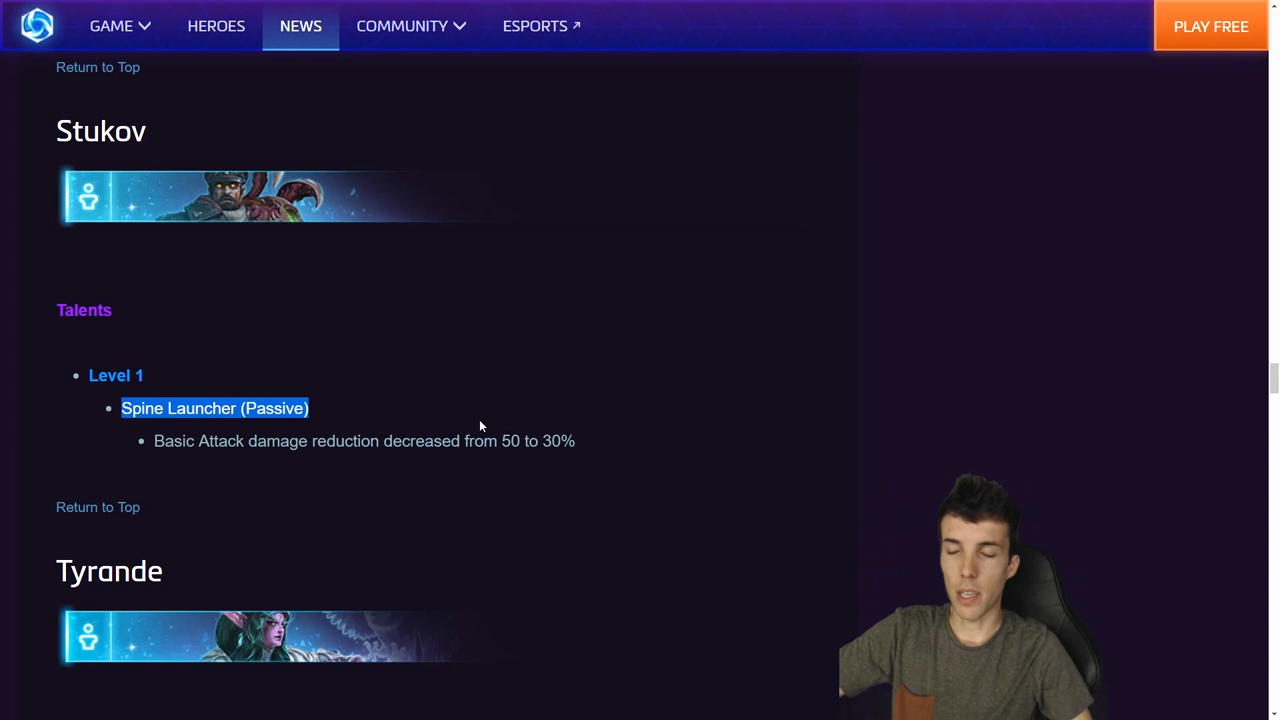 GAME HEROES NEWS COMMUNITY ESPORTS PLAY FREE
Return to Top
Stukov
Talents
Level 1
Spine Launcher (Passive)
Basic Attack damage reduction decreased from 50 to 30%
Return to Top
Tyrande